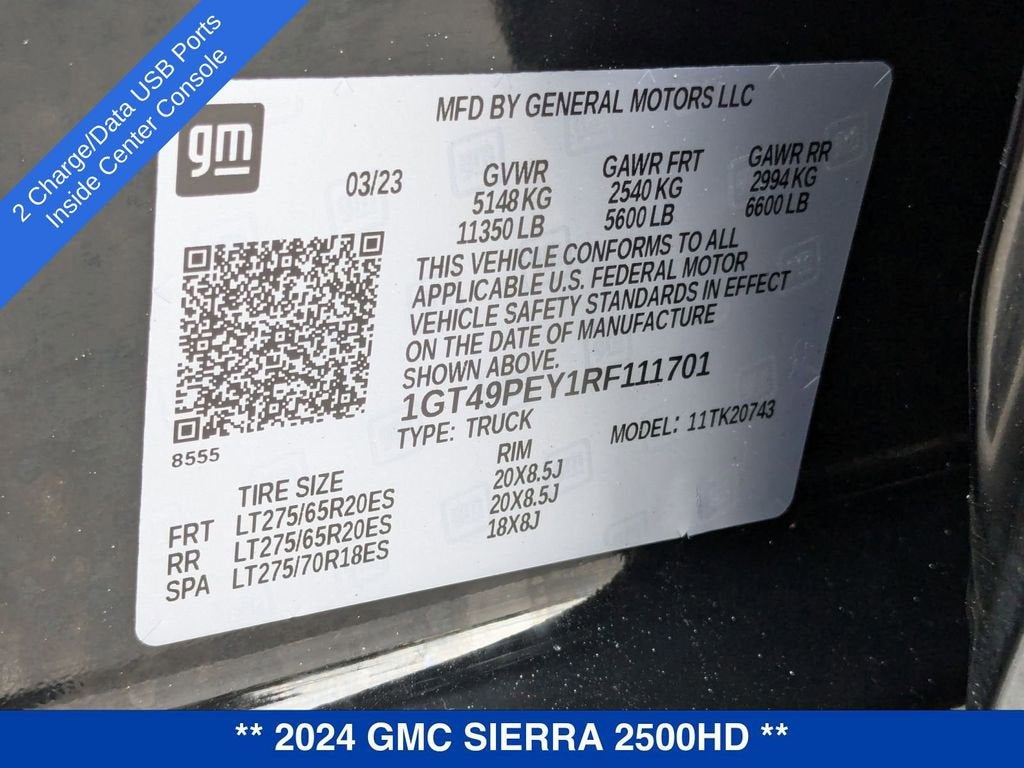 2 Charge/Data USB Ports
Inside Center Console
gm
MFD BY GENERAL MOTORS LLC
03/23
GVWR GAWR FRT GAWR RR
5148 KG 2540 KG 2994 KG
11350 LB 5600 LB 6600 LB
THIS VEHICLE CONFORMS TO ALL
APPLICABLE U.S. FEDERAL MOTOR
VEHICLE SAFETY STANDARDS IN EFFECT
ON THE DATE OF MANUFACTURE
SHOWN ABOVE.
1GT49PEY1RF111701
TYPE: TRUCK MODEL: 11TK20743
8555
TIRE SIZE RIM
FRT LT275/65R20ES 20X8.5J
RR LT275/65R20ES 20X8.5J
SPA LT275/70R18ES 18X8J
** 2024 GMC SIERRA 2500HD **